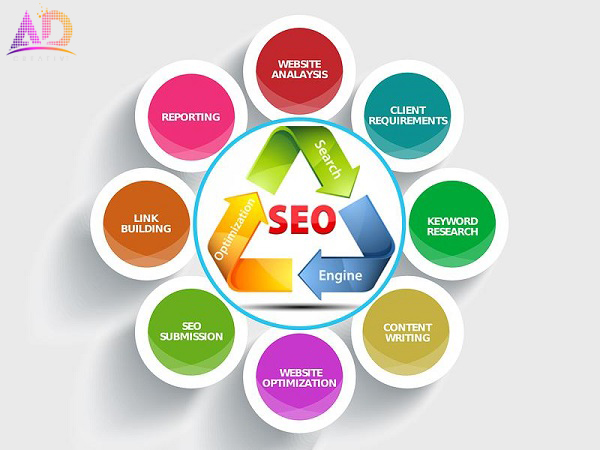 AD
CREATIVE
WEBSITE
ANALAYSIS
CLIENT
REQUIREMENTS
KEYWORD
RESEARCH
CONTENT
WRITING
WEBSITE
OPTIMIZATION
SEO
SUBMISSION
LINK
BUILDING
REPORTING
Search
Engine
Optimization
SEO